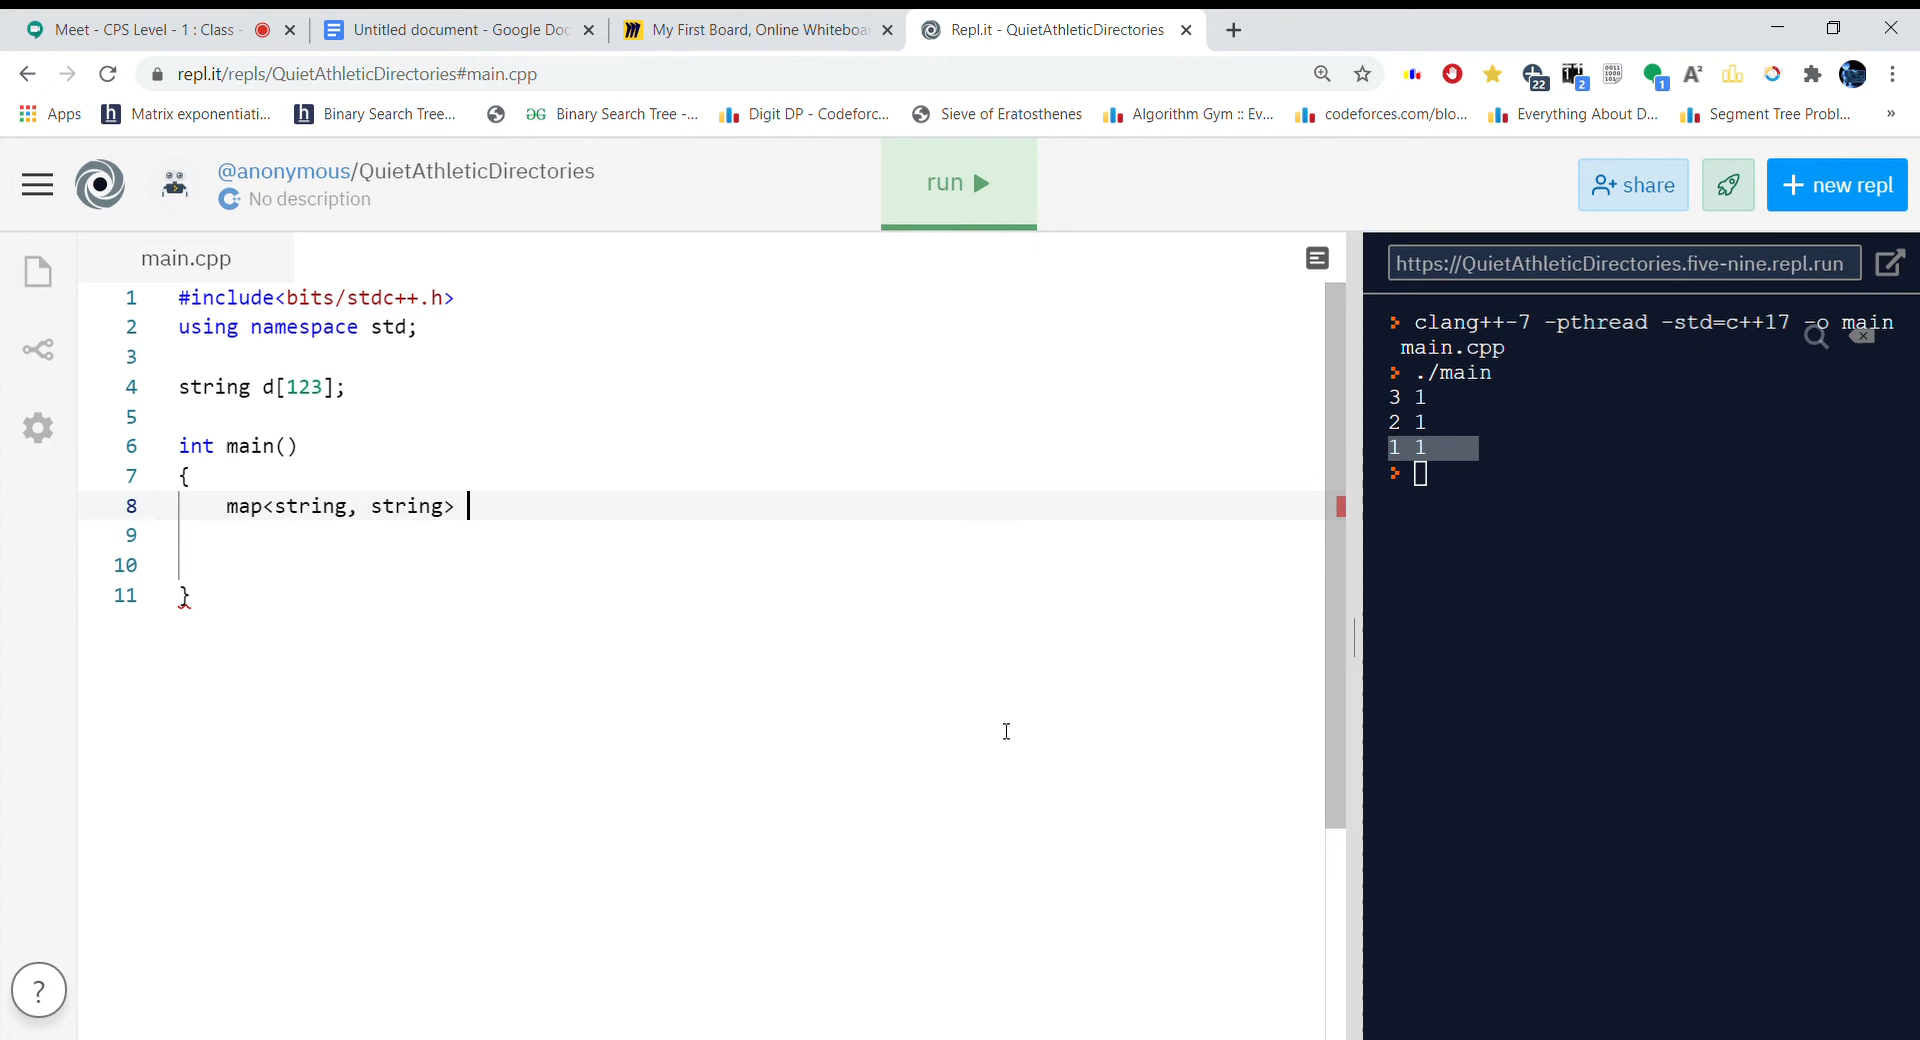 Meet - CPS Level - 1 : Class -
Untitled document - Google Doc
My First Board, Online Whiteboa
Repl.it - QuietAthleticDirectories
repl.it/repls/QuietAthleticDirectories#main.cpp
22
2
1
Apps
Matrix exponentiati...
Binary Search Tree...
Binary Search Tree -...
Digit DP - Codeforc...
Sieve of Eratosthenes
Algorithm Gym :: Ev...
codeforces.com/blo...
Everything About D...
Segment Tree Probl...
»
@anonymous/QuietAthleticDirectories
No description
run
share
+ new repl
main.cpp
1 #include<bits/stdc++.h>
2 using namespace std;
3
4 string d[123];
5
6 int main()
7 {
8 map<string, string>
9
10
11 }
?
https://QuietAthleticDirectories.five-nine.repl.run
> clang++-7 -pthread -std=c++17 -o main
main.cpp
> ./main
3 1
2 1
1 1
>